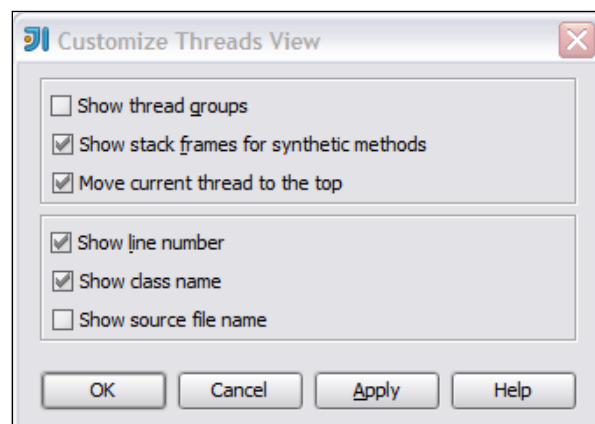 Customize Threads View
Show thread groups
Show stack frames for synthetic methods
Move current thread to the top
Show line number
Show class name
Show source file name
OK Cancel Apply Help